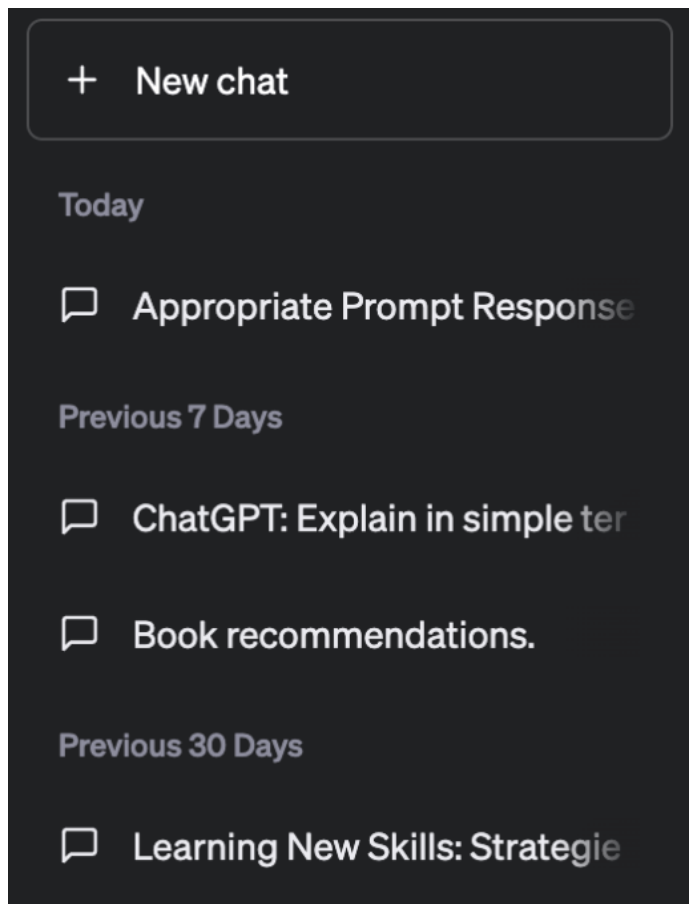 + New chat
Today
Appropriate Prompt Response
Previous 7 Days
ChatGPT: Explain in simple ter
Book recommendations.
Previous 30 Days
Learning New Skills: Strategie